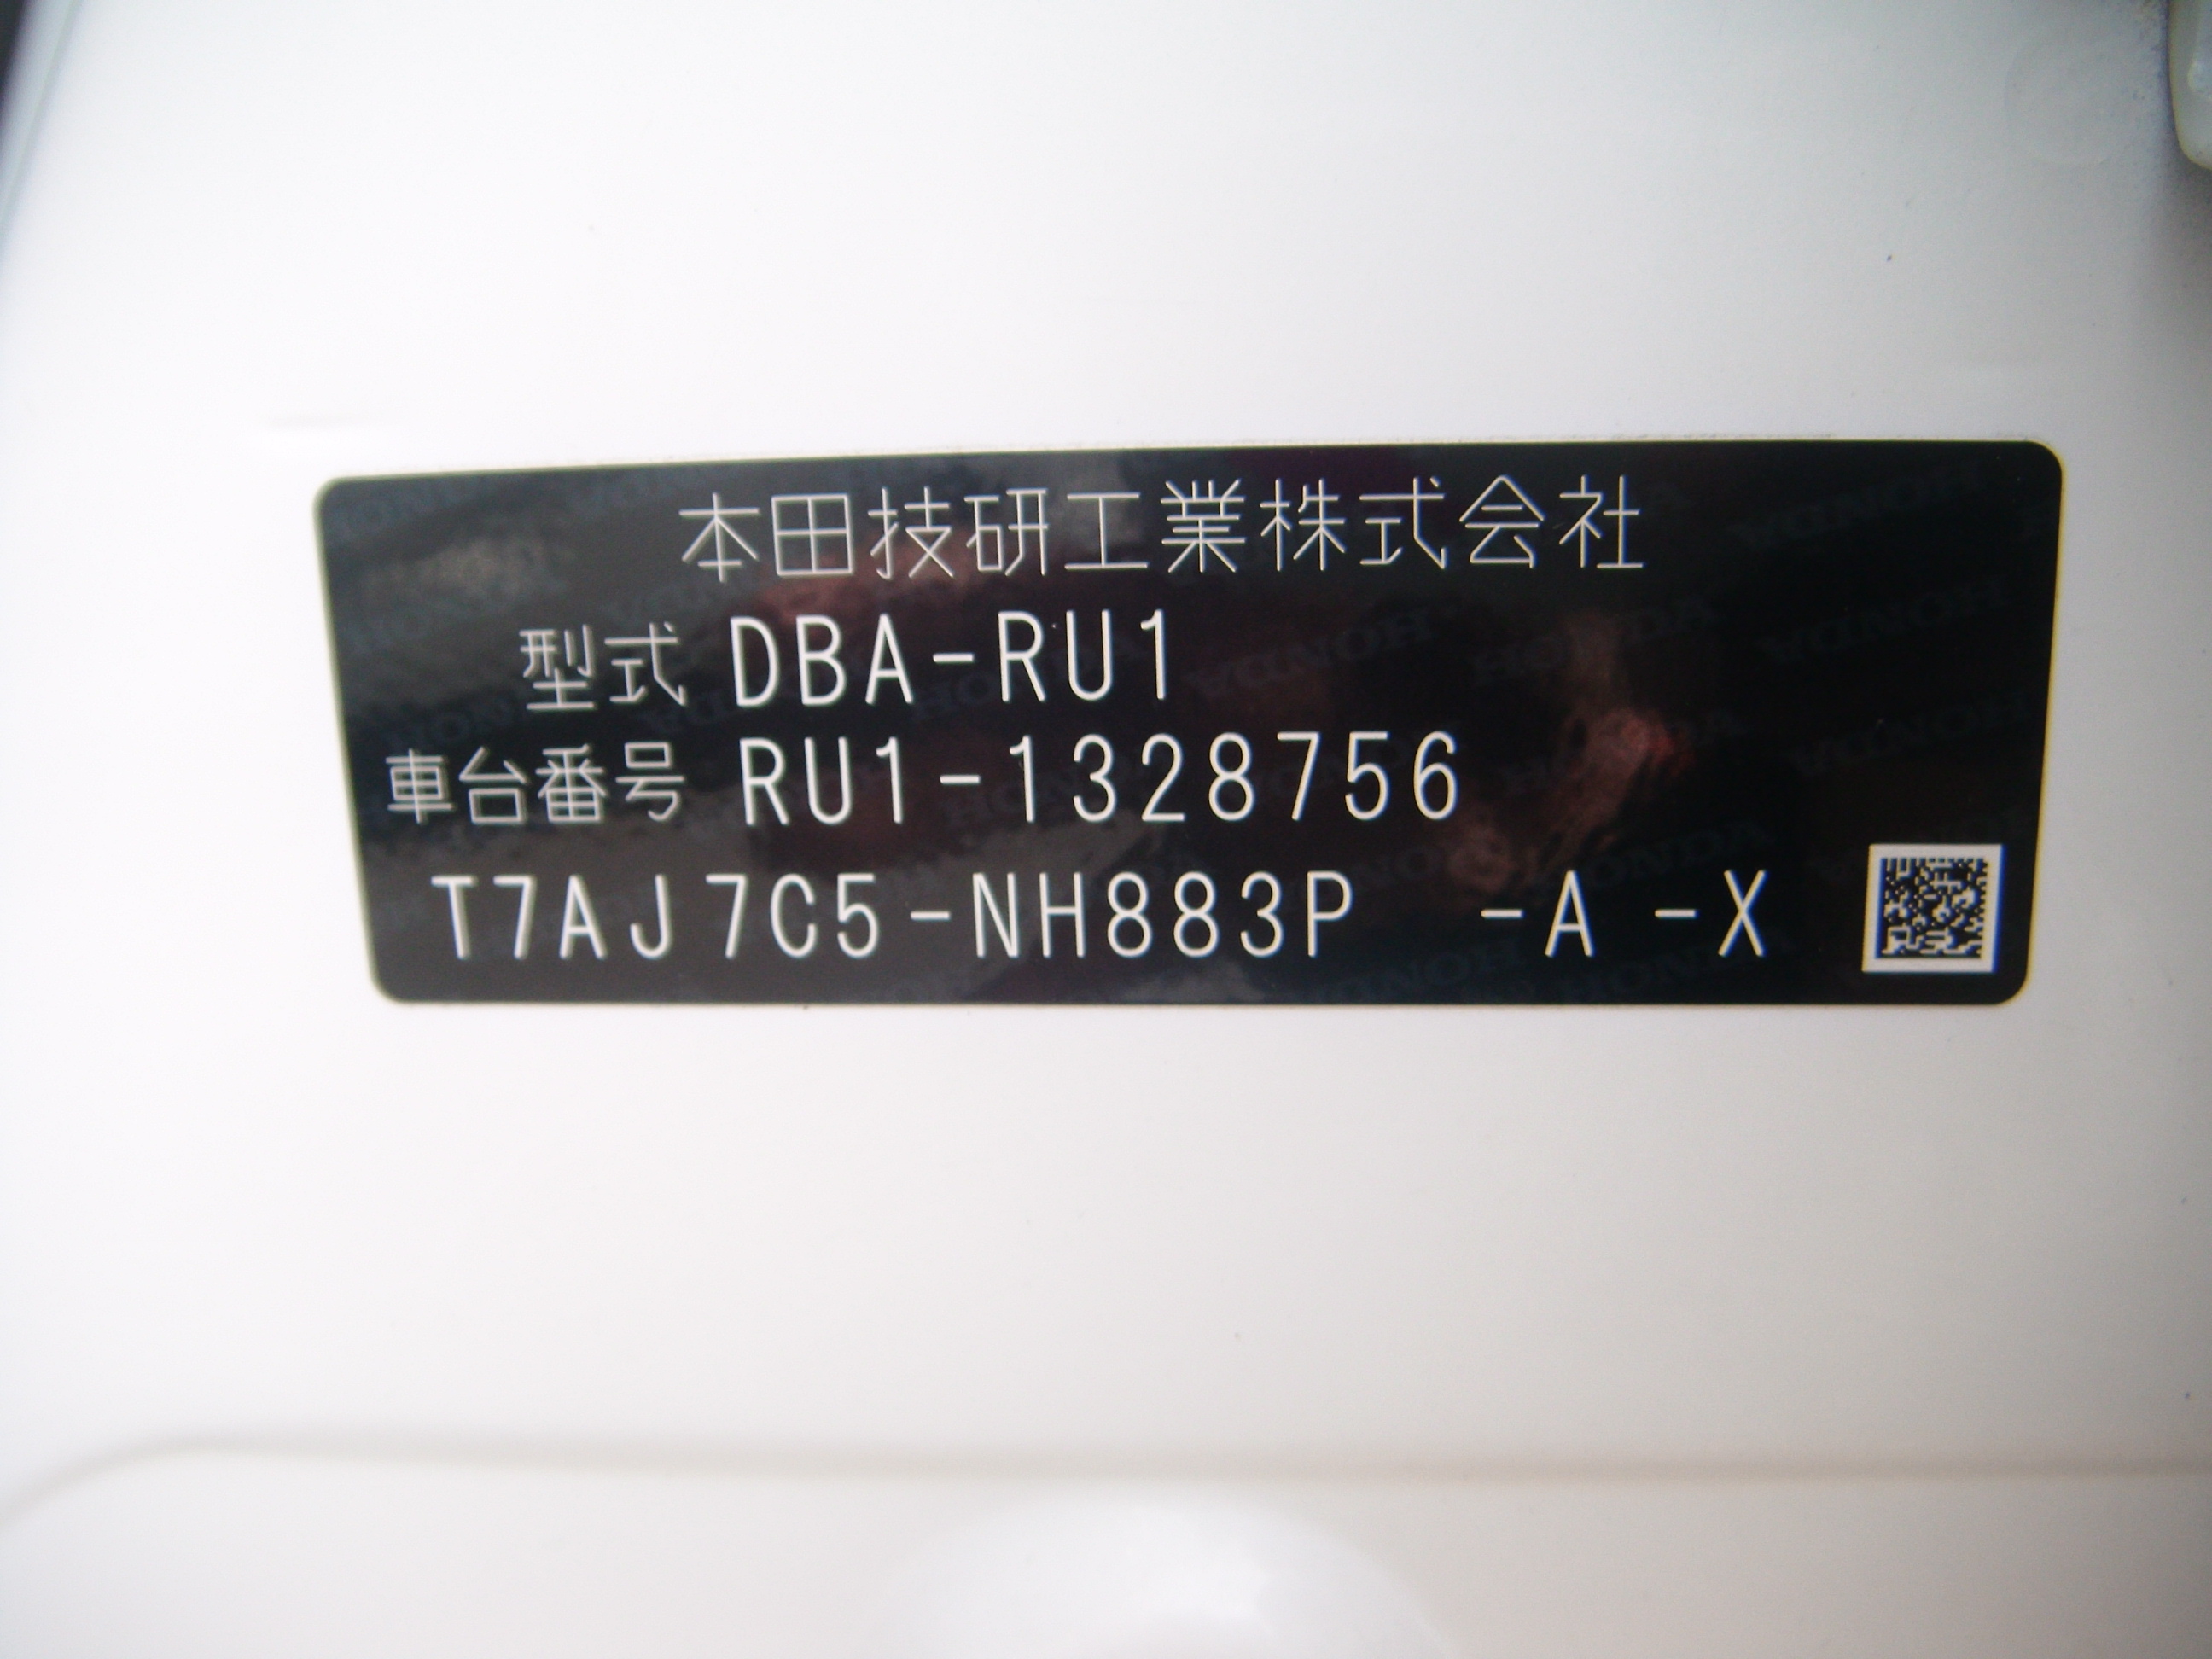 本田技研工業株式会社
型式 DBA-RU1
車台番号 RU1-1328756
T7AJ7C5-NH883P -A -X